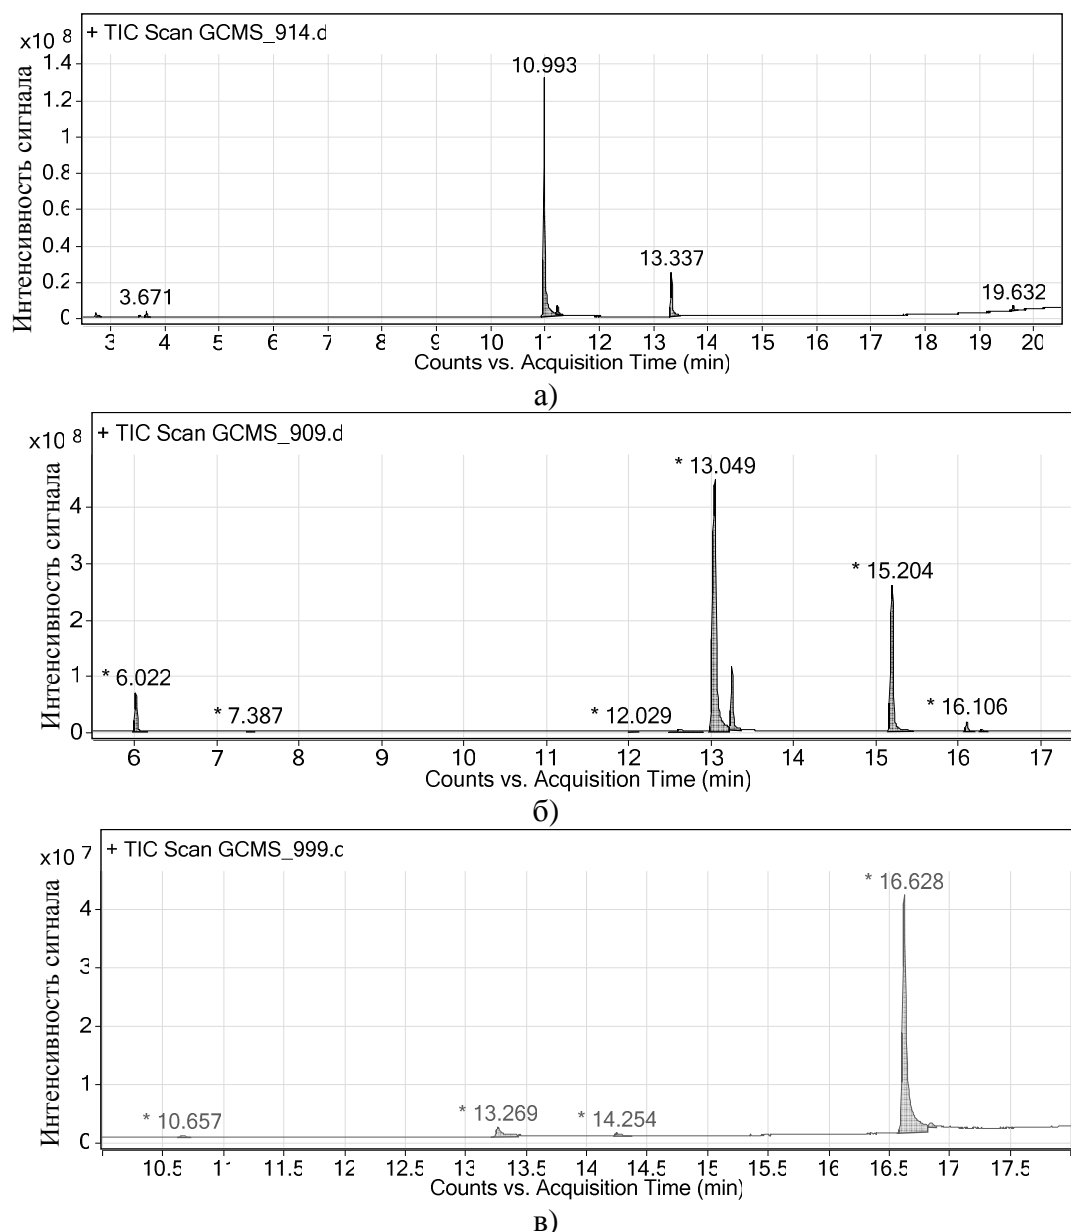 + TIC Scan GCMS_914.d
x10 8
Интенсивность сигнала
1.4
1.2
1
0.8
0.6
0.4
0.2
10.993
13.337
3.671
19.632
3 4 5 6 7 8 9 10 11 12 13 14 15 16 17 18 19 20
Counts vs. Acquisition Time (min)
а)
+ TIC Scan GCMS_909.d
x10 8
Интенсивность сигнала
4
3
2
1
0
* 13.049
* 15.204
* 6.022
* 7.387
* 12.029
* 16.106
6 7 8 9 10 11 12 13 14 15 16 17
Counts vs. Acquisition Time (min)
б)
+ TIC Scan GCMS_999.d
x10 7
Интенсивность сигнала
4
3
2
1
* 16.628
* 10.657
* 13.269
* 14.254
10.5 11 11.5 12 12.5 13 13.5 14 14.5 15 15.5 16 16.5 17 17.5
Counts vs. Acquisition Time (min)
в)